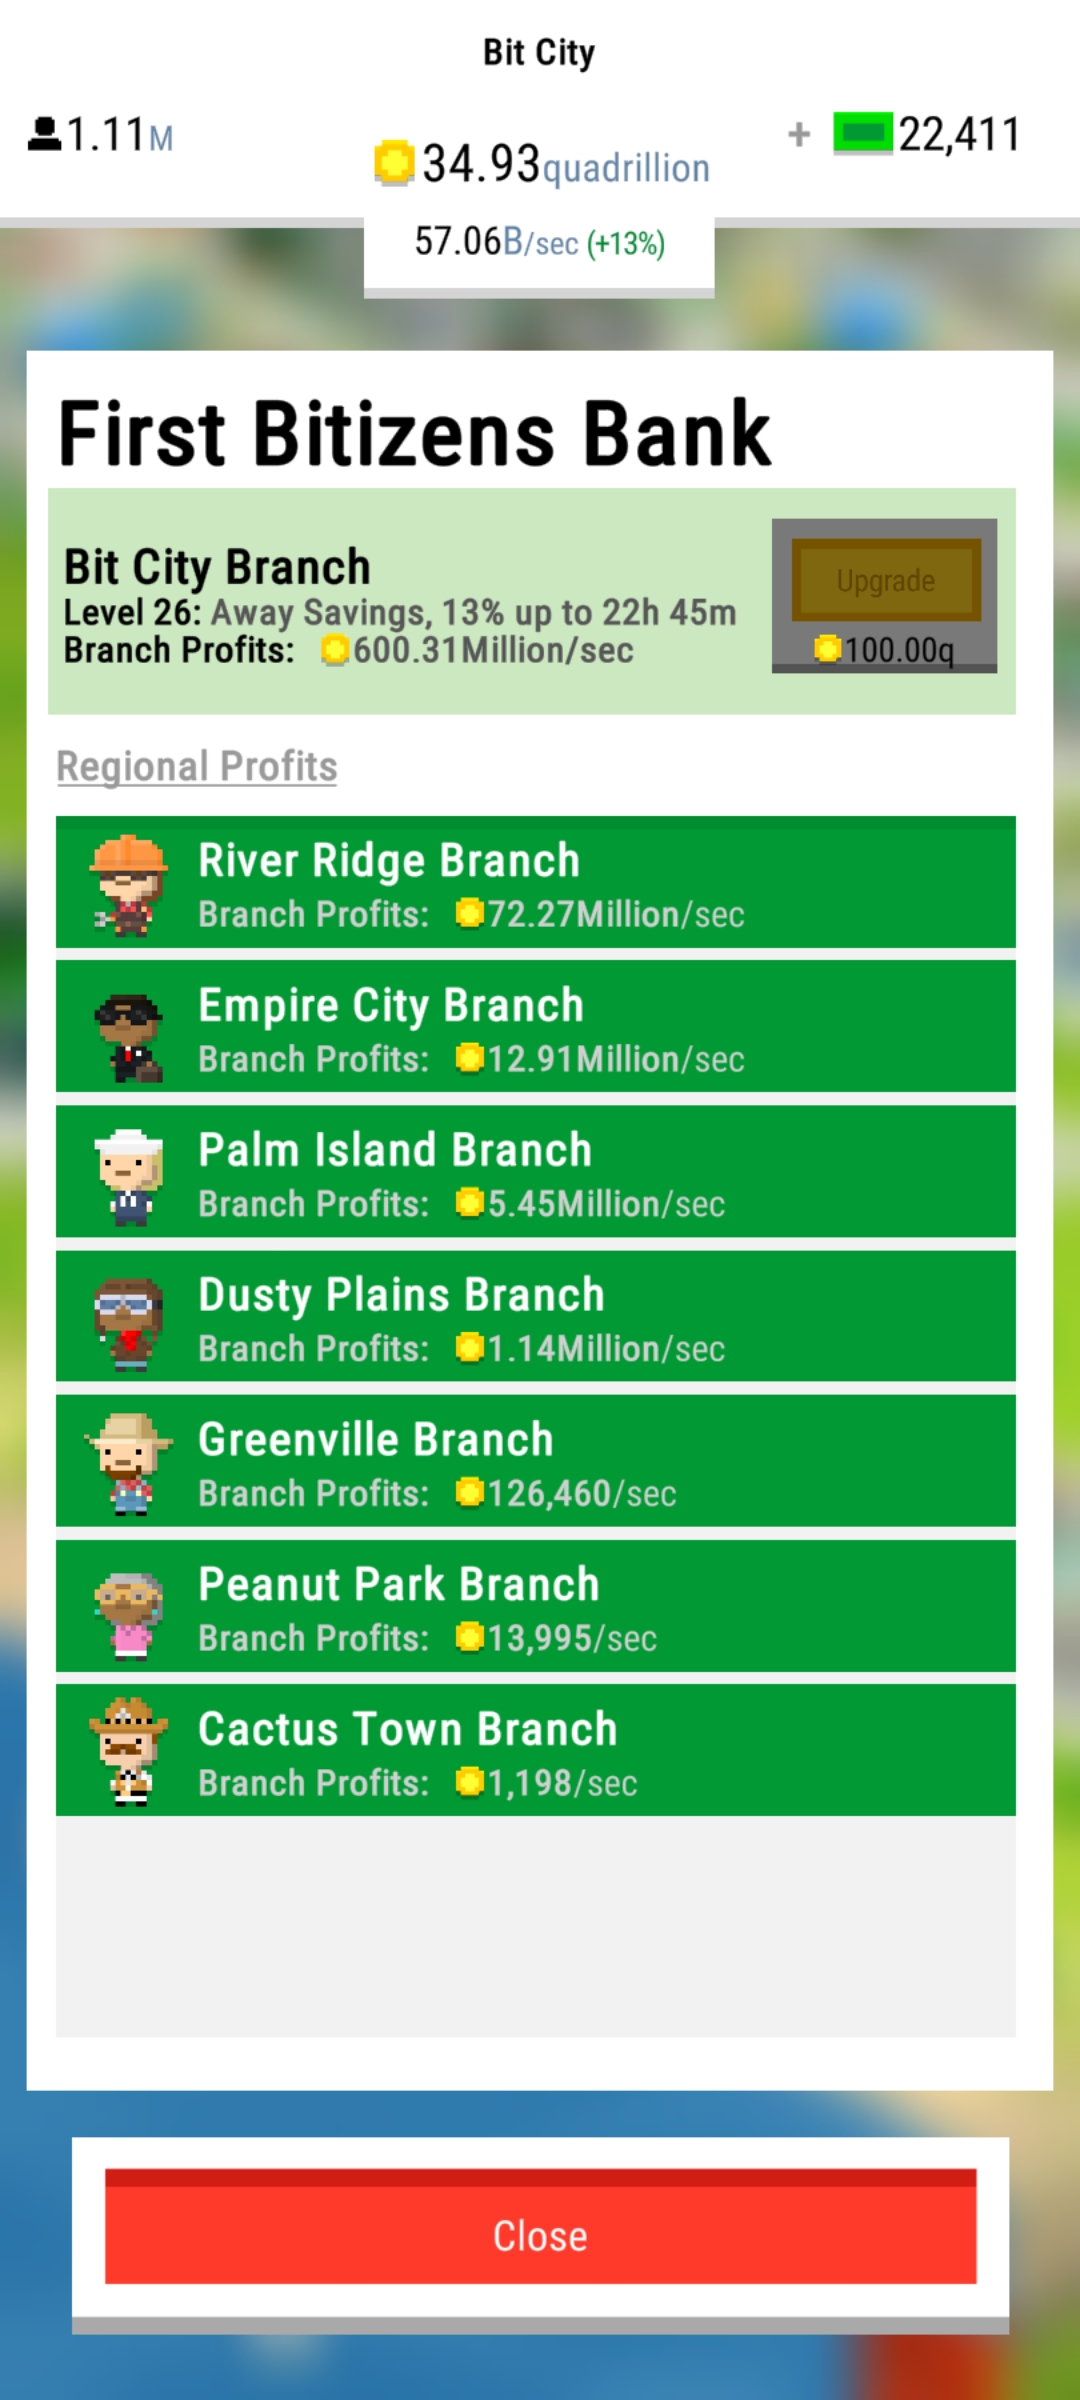 Bit City
1.11M
+ 22,411
34.93quadrillion
57.06B/sec (+13%)
First Bitizens Bank
Bit City Branch
Level 26: Away Savings, 13% up to 22h 45m
Branch Profits: 600.31Million/sec
Upgrade
100.00q
Regional Profits
River Ridge Branch
Branch Profits: 72.27Million/sec
Empire City Branch
Branch Profits: 12.91Million/sec
Palm Island Branch
Branch Profits: 5.45Million/sec
Dusty Plains Branch
Branch Profits: 1.14Million/sec
Greenville Branch
Branch Profits: 126,460/sec
Peanut Park Branch
Branch Profits: 13,995/sec
Cactus Town Branch
Branch Profits: 1,198/sec
Close